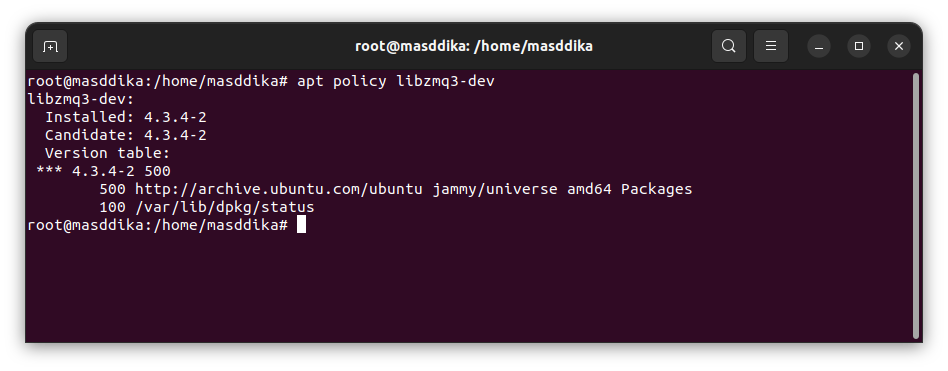 root@masddika: /home/masddika
root@masddika:/home/masddika# apt policy libzmq3-dev
libzmq3-dev:
  Installed: 4.3.4-2
  Candidate: 4.3.4-2
  Version table:
 *** 4.3.4-2 500
        500 http://archive.ubuntu.com/ubuntu jammy/universe amd64 Packages
        100 /var/lib/dpkg/status
root@masddika:/home/masddika#